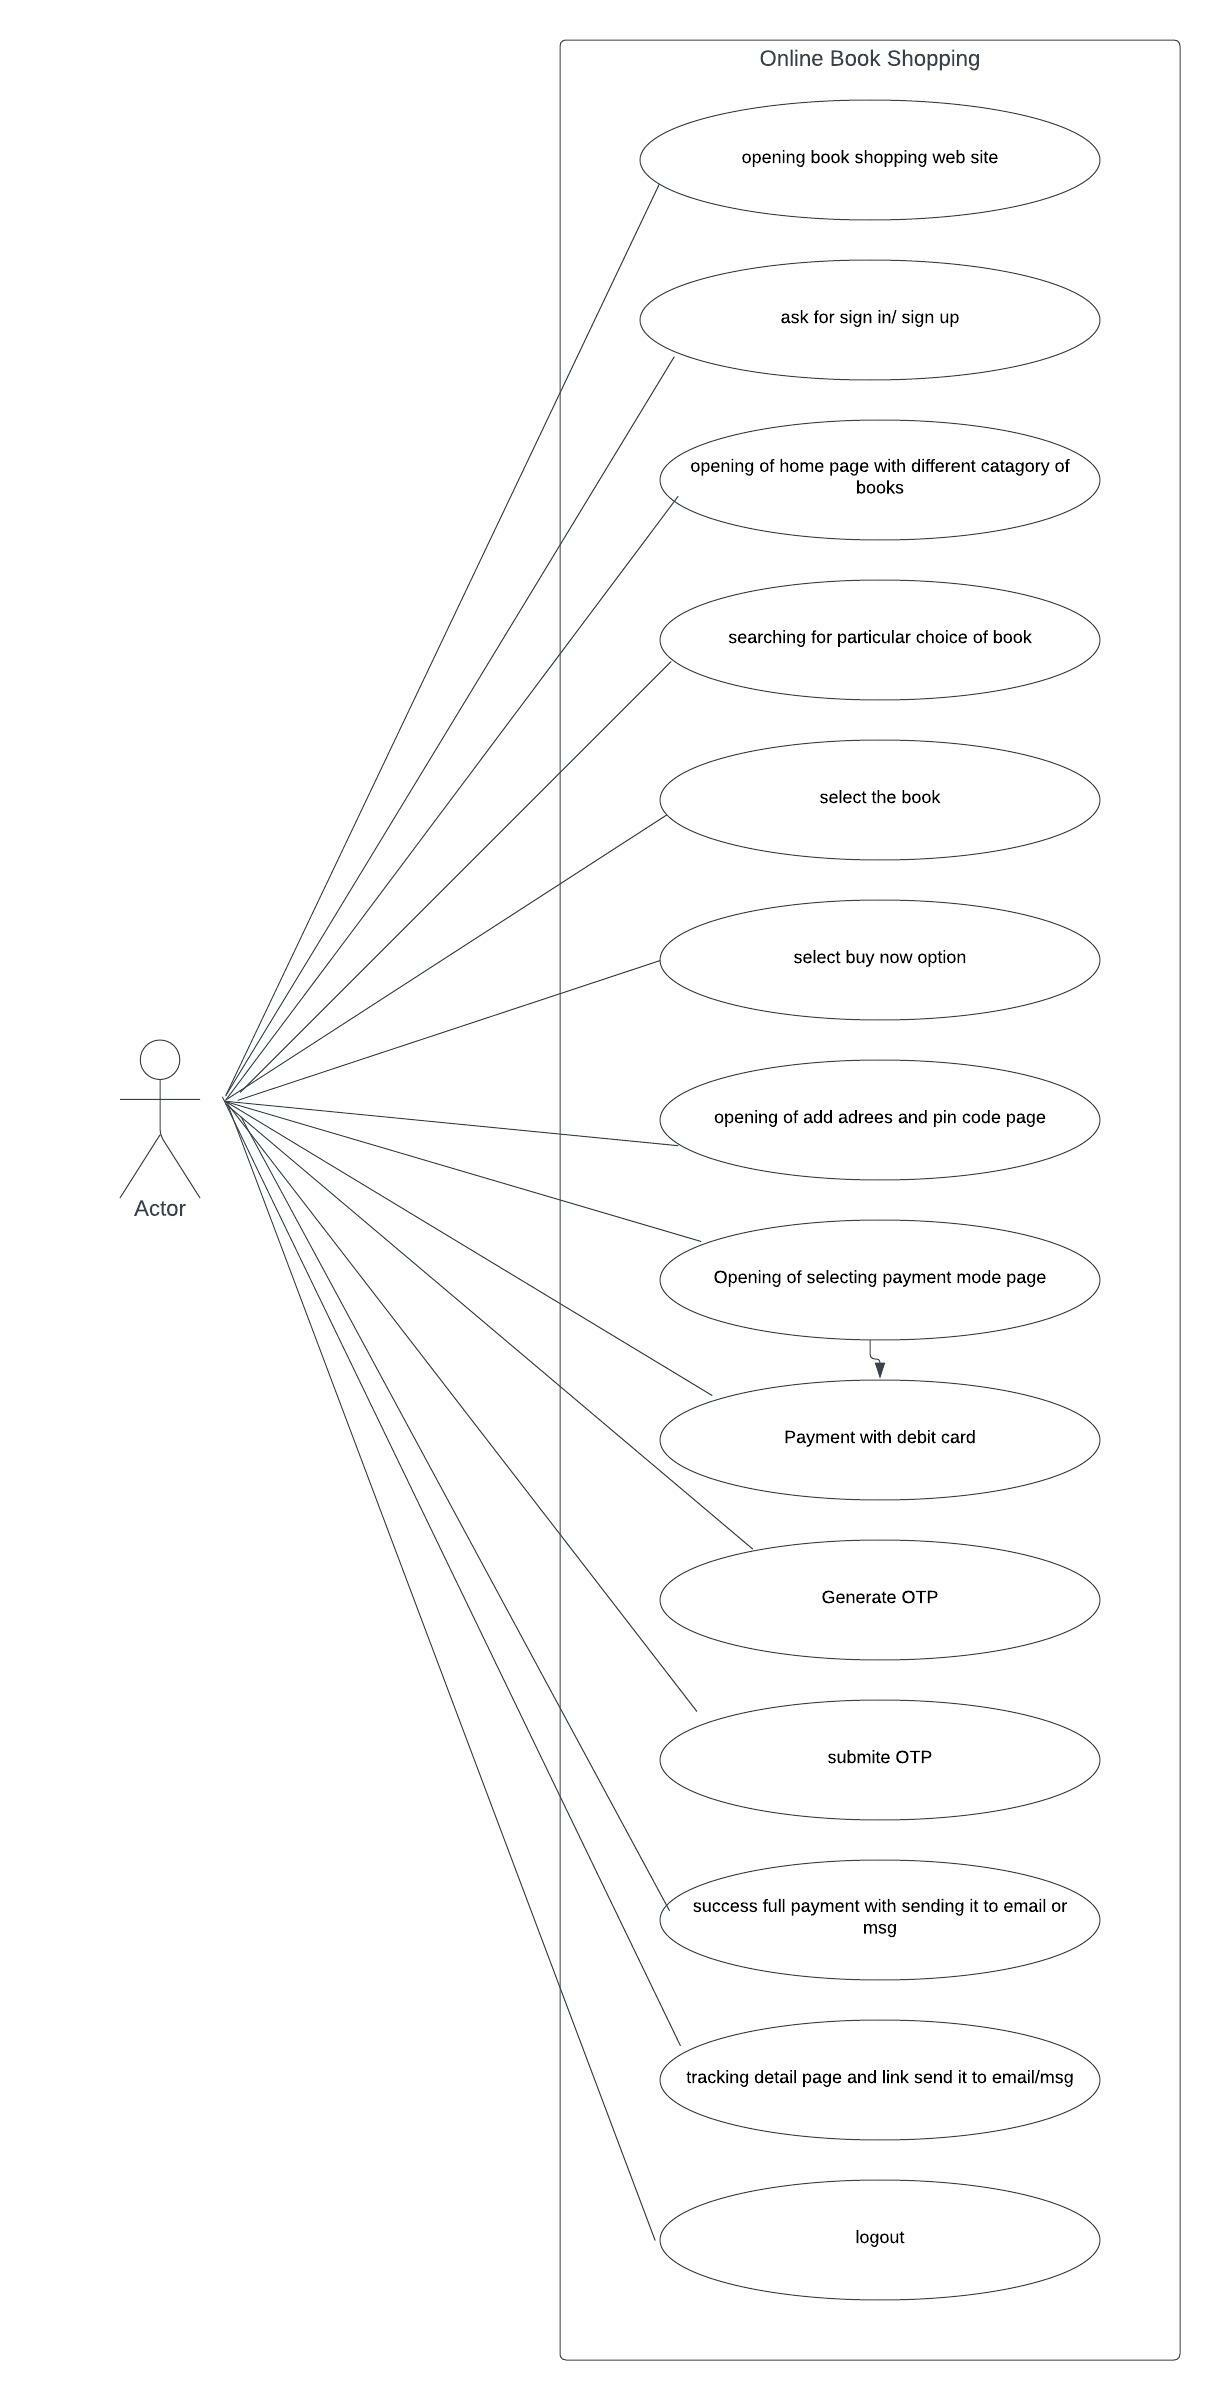 Online Book Shopping
opening book shopping web site
ask for sign in/ sign up
opening of home page with different catagory of
books
searching for particular choice of book
select the book
select buy now option
opening of add adrees and pin code page
Actor
Opening of selecting payment mode page
Payment with debit card
Generate OTP
submite OTP
success full payment with sending it to email or
msg
tracking detail page and link send it to email/msg
logout